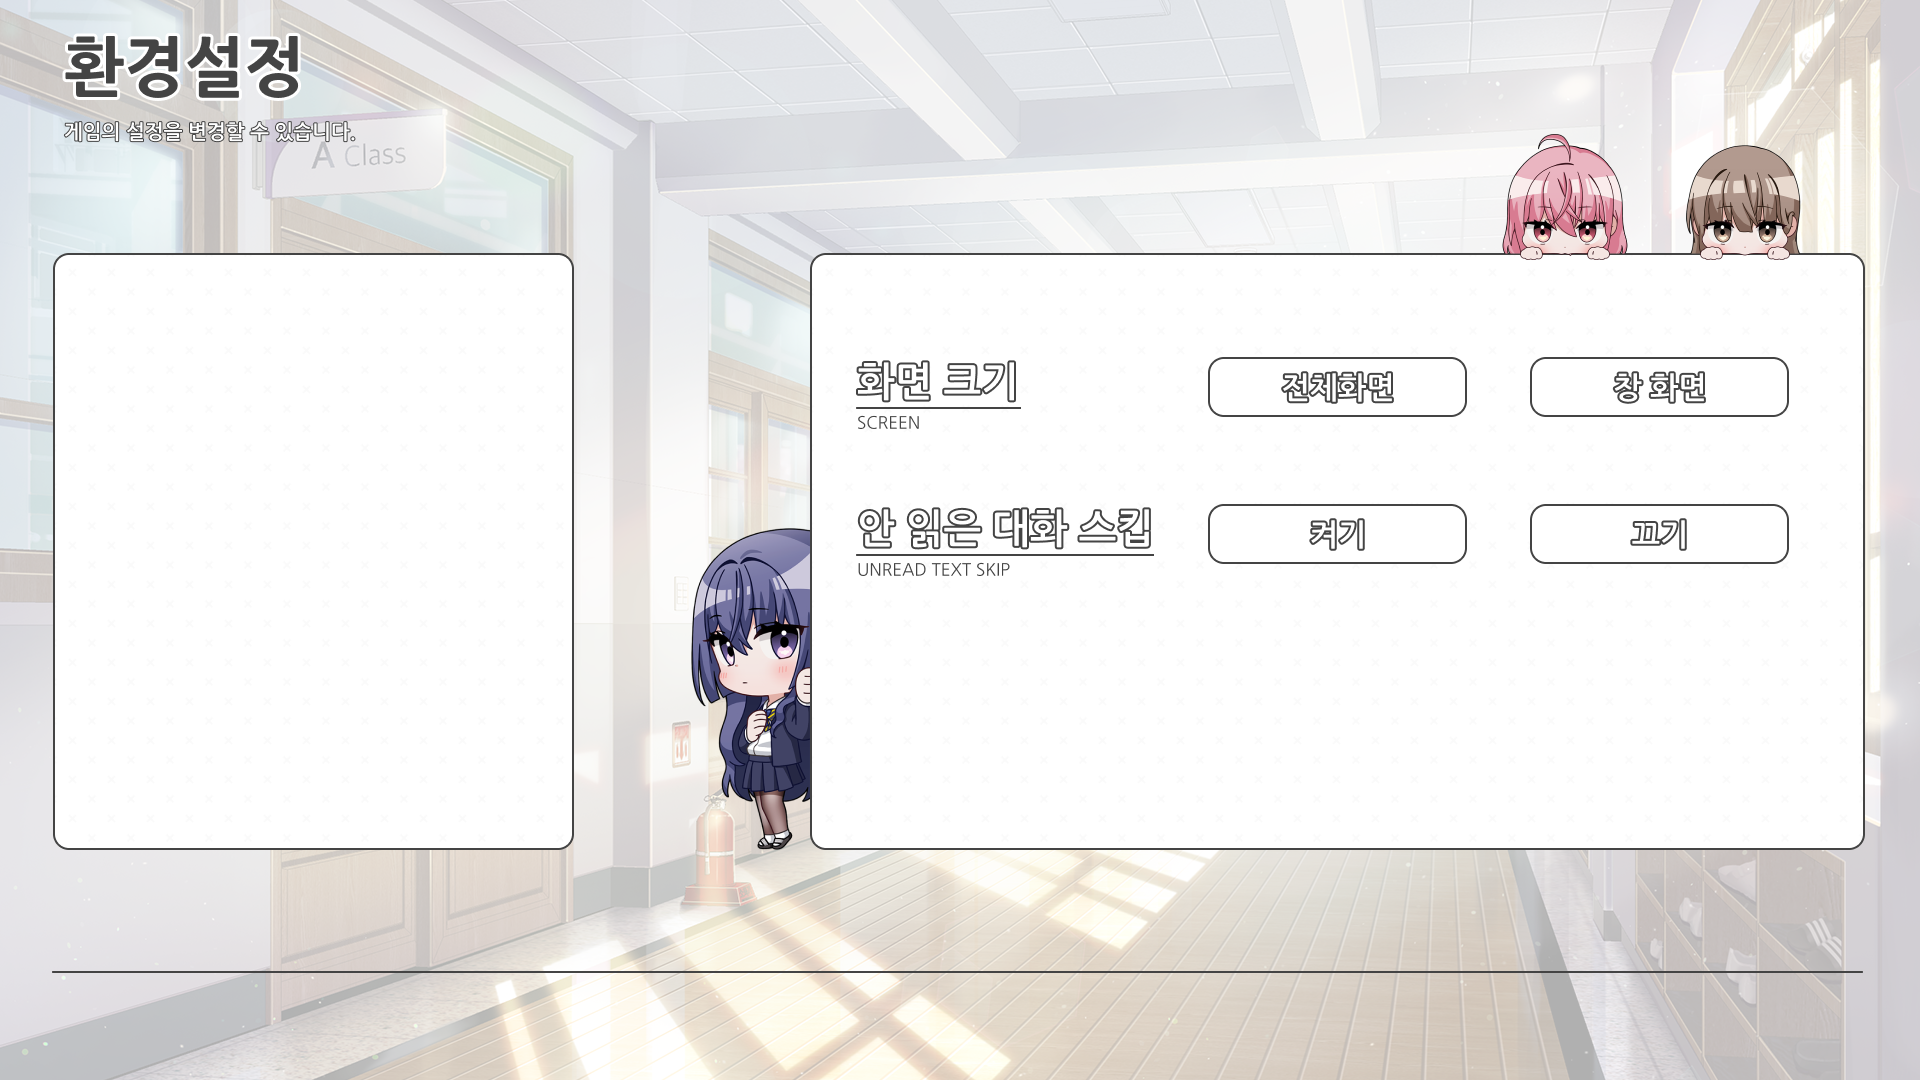 환경설정
게임의 설정을 변경할 수 있습니다.
A Class
화면 크기
SCREEN
전체화면
창 화면
안 읽은 대화 스킵
UNREAD TEXT SKIP
켜기
끄기